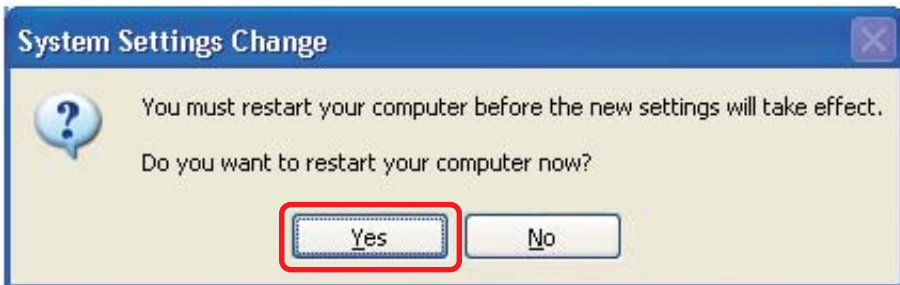 System Settings Change
You must restart your computer before the new settings will take effect.
Do you want to restart your computer now?
Yes No